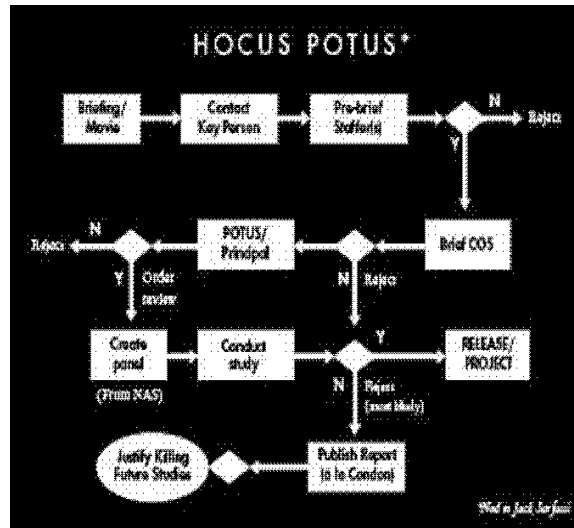 HOCUS POTUS*
Briefing/
Movie
Contact
Key Person
Pre-brief
Staffer(s)
N
Reject
Y
Brief COS
POTUS/
Principal
N
Reject
Y
Order
review
N
Reject
Create
panel
(From NAS)
Conduct
study
Y
RELEASE/
PROJECT
N
Reject
(most likely)
Publish Report
(a la Condon)
Justify Killing
Future Studies